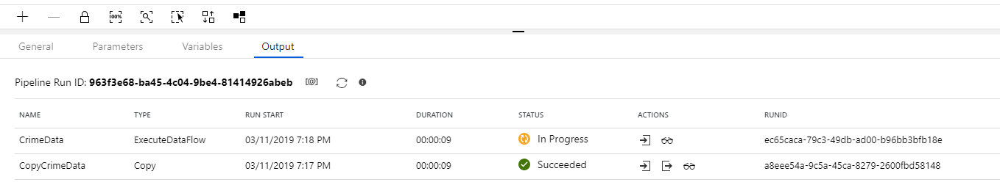 100%
General Parameters Variables Output
Pipeline Run ID: 963f3e68-ba45-4c04-9be4-81414926abeb [@]
NAME TYPE RUN START DURATION STATUS ACTIONS RUNID
CrimeData ExecuteDataFlow 03/11/2019 7:18 PM 00:00:09 In Progress ec65caca-79c3-49db-ad00-b96bb3bfb18e
CopyCrimeData Copy 03/11/2019 7:17 PM 00:00:09 Succeeded a8eee54a-9c5a-45ca-8279-2600fbd58148